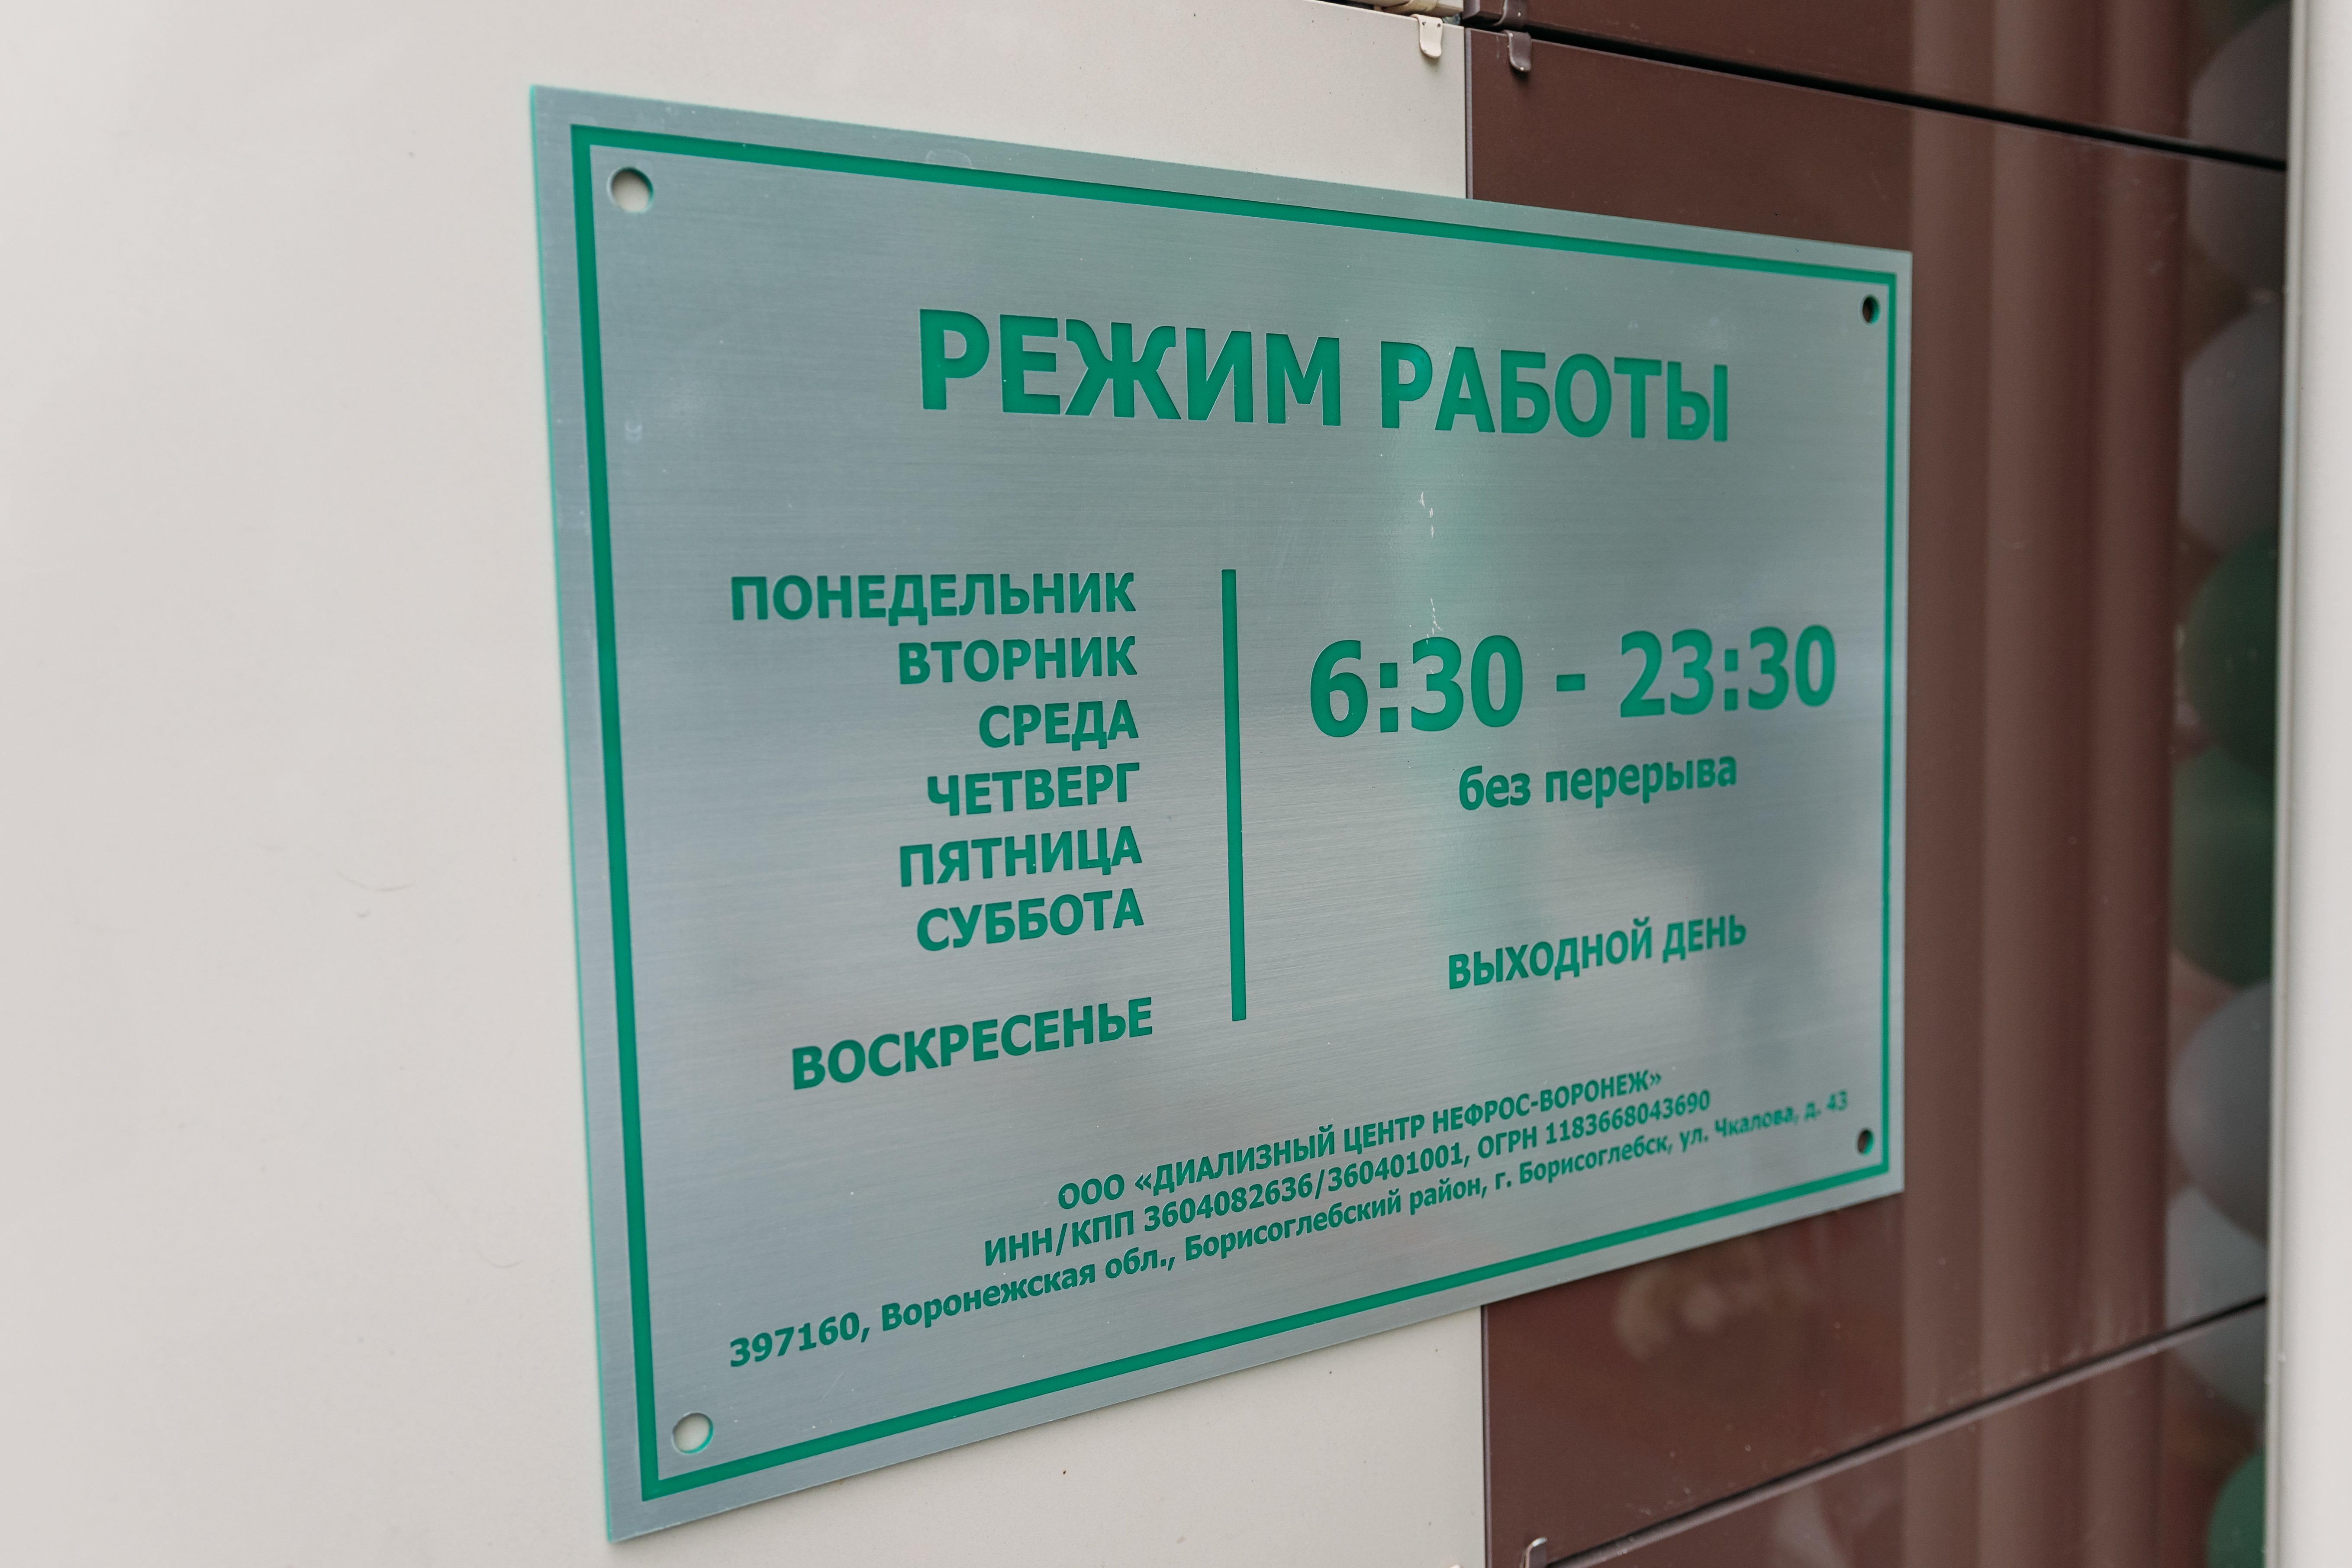 РЕЖИМ РАБОТЫ
ПОНЕДЕЛЬНИК
ВТОРНИК
СРЕДА
ЧЕТВЕРГ
ПЯТНИЦА
СУББОТА
6:30 - 23:30
без перерыва
ВОСКРЕСЕНЬЕ
ВЫХОДНОЙ ДЕНЬ
ООО «ДИАЛИЗНЫЙ ЦЕНТР НЕФРОС-ВОРОНЕЖ»
ИНН/КПП 3604082636/360401001, ОГРН 1183668043690
397160, Воронежская обл., Борисоглебский район, г. Борисоглебск, ул. Чкалова, д. 43